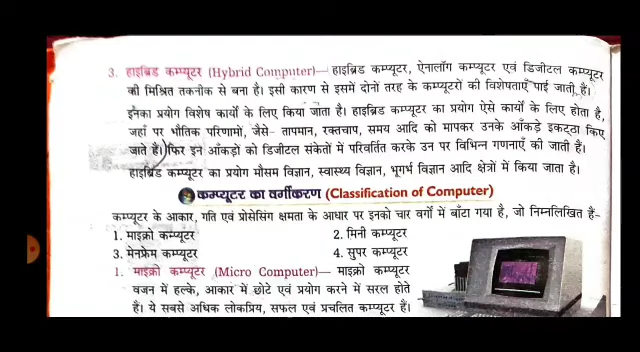 3. हाइब्रिड कम्प्यूटर (Hybrid Computer)— हाइब्रिड कम्प्यूटर, ऐनालॉग कम्प्यूटर एवं डिजीटल कम्प्यूटर
की मिश्रित तकनीक से बना है। इसी कारण से इसमें दोनों तरह के कम्प्यूटरों की विशेषताएँ पाई जाती हैं।
इनका प्रयोग विशेष कार्यों के लिए किया जाता है। हाइब्रिड कम्प्यूटर का प्रयोग ऐसे कार्यों के लिए होता है,
जहाँ पर भौतिक परिणामों, जैसे- तापमान, रक्तचाप, समय आदि को मापकर उनके आँकड़े इकट्ठा किए
जाते हैं। फिर इन आँकड़ों को डिजीटल संकेतों में परिवर्तित करके उन पर विभिन्न गणनाएँ की जाती हैं।
हाइब्रिड कम्प्यूटर का प्रयोग मौसम विज्ञान, स्वास्थ्य विज्ञान, भूगर्भ विज्ञान आदि क्षेत्रों में किया जाता है।
कम्प्यूटर का वर्गीकरण (Classification of Computer)
कम्प्यूटर के आकार, गति एवं प्रोसेसिंग क्षमता के आधार पर इनको चार वर्गों में बाँटा गया है, जो निम्नलिखित हैं-
1. माइक्रो कम्प्यूटर
2. मिनी कम्प्यूटर
3. मेनफ्रेम कम्प्यूटर
4. सुपर कम्प्यूटर
1. माइक्रो कम्प्यूटर (Micro Computer)— माइक्रो कम्प्यूटर
वजन में हल्के, आकार में छोटे एवं प्रयोग करने में सरल होते
हैं। ये सबसे अधिक लोकप्रिय, सफल एवं प्रचलित कम्प्यूटर हैं।